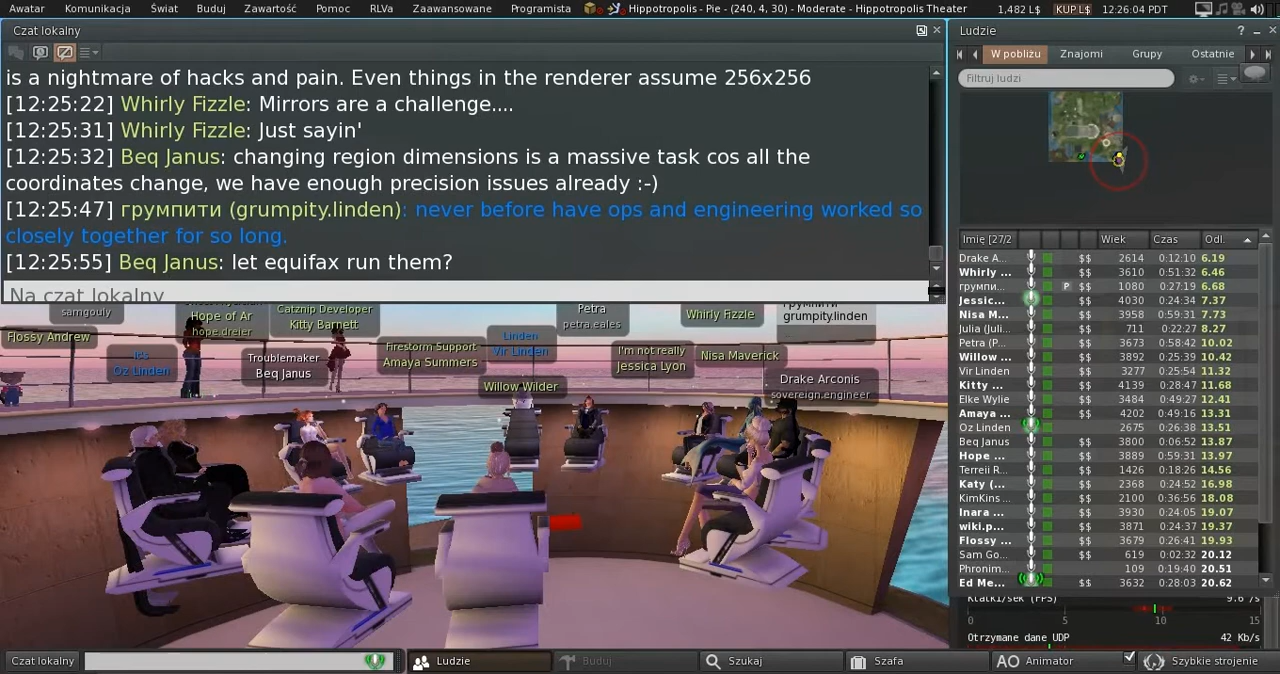 Awatar Komunikacja Świat Buduj Zawartość Pomoc RLVa Zaawansowane Programista Hippotropolis - Pie - (240, 4, 30) - Moderate - Hippotropolis Theater 1,482 L$ KUP L$ 12:26:04 PDT
Czat lokalny
is a nightmare of hacks and pain. Even things in the renderer assume 256x256
[12:25:22] Whirly Fizzle: Mirrors are a challenge....
[12:25:31] Whirly Fizzle: Just sayin'
[12:25:32] Beq Janus: changing region dimensions is a massive task cos all the
coordinates change, we have enough precision issues already :-)
[12:25:47] грумпити (grumpity.linden): never before have ops and engineering worked so
closely together for so long.
[12:25:55] Beq Janus: let equifax run them?
Na czat lokalny
samgouly
Flossy Andrew
It's
Oz Linden
Hope of Ar
hope.dreier
Catznip Developer
Kitty Barnett
Troublemaker
Beq Janus
Firestorm Support
Amaya Summers
Linden
Vir Linden
Willow Wilder
Petra
petra.eales
I'm not really
Jessica Lyon
Whirly Fizzle
Nisa Maverick
грумпити
grumpity.linden
Drake Arconis
sovereign.engineer
Ludzie
W pobliżu Znajomi Grupy Ostatnie
Filtruj ludzi
Imię [27/2 Wiek Czas Odl.
Drake A... 2614 0:12:10 6.19
Whirly ... $$ 3610 0:51:32 6.46
грумпи... P $$ 1080 0:27:19 6.68
Jessic... $$ 4030 0:24:34 7.37
Nisa M... $$ 3958 0:59:31 7.73
Julia (Juli... 711 0:22:27 8.27
Petra (P... $$ 3673 0:58:42 10.02
Willow ... $$ 3892 0:25:39 10.42
Vir Linden 3277 0:25:54 11.32
Kitty ... $$ 4139 0:28:47 11.68
Elke Wylie $$ 3484 0:49:27 12.41
Amaya ... $$ 4202 0:49:16 13.31
Oz Linden 2675 0:26:38 13.51
Beq Janus $$ 3800 0:06:52 13.87
Hope ... $$ 3889 0:59:31 13.97
Terreii R... $$ 1426 0:18:26 14.56
Katy (... $$ 2368 0:24:52 16.98
KimKins ... $$ 2100 0:36:56 18.08
Inara ... $$ 3930 0:24:05 19.07
wiki.p... $$ 3871 0:24:37 19.37
Flossy ... $$ 3679 0:26:41 19.93
Sam Go... $$ 619 0:02:32 20.12
Phronim... 109 0:19:40 20.51
Ed Me... $$ 3632 0:28:03 20.62
Klatki/sek (FPS) 9.6 /s
0 5 10 15
Otrzymane dane UDP 42 Kb/s
Czat lokalny Ludzie Buduj Szukaj Szafa AO Animator Szybkie strojenie